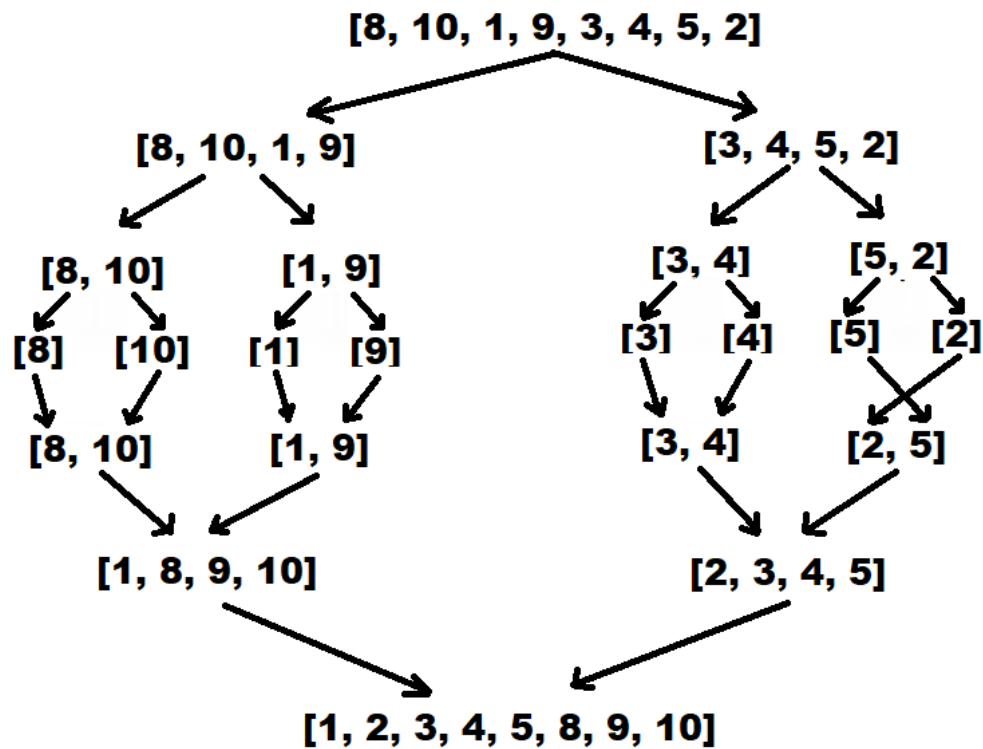 [8, 10, 1, 9, 3, 4, 5, 2]
[8, 10, 1, 9] [3, 4, 5, 2]
[8, 10] [1, 9] [3, 4] [5, 2]
[8] [10] [1] [9] [3] [4] [5] [2]
[8, 10] [1, 9] [3, 4] [2, 5]
[1, 8, 9, 10] [2, 3, 4, 5]
[1, 2, 3, 4, 5, 8, 9, 10]